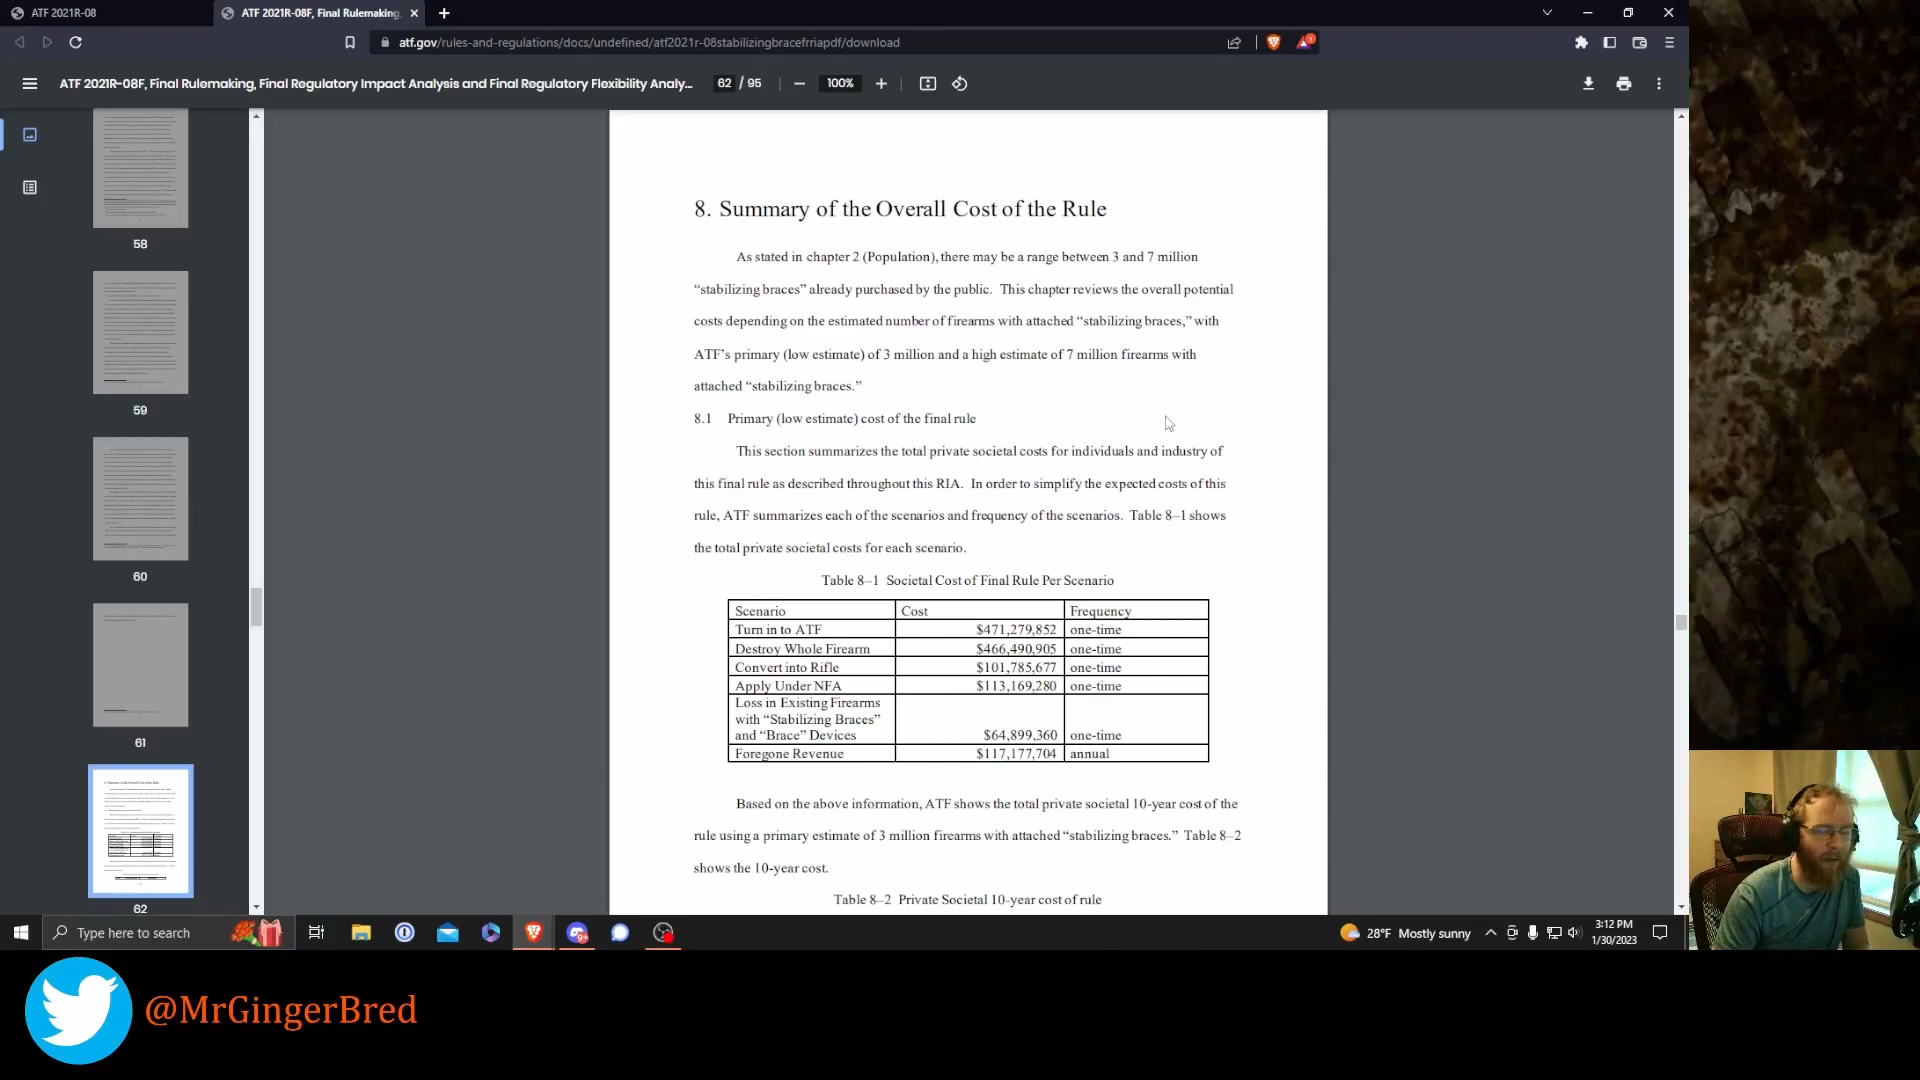 ATF 2021R-08
ATF 2021R-08F, Final Rulemaking,
atf.gov/rules-and-regulations/docs/undefined/atf2021r-08stabilizingbracefrriapdf/download
ATF 2021R-08F, Final Rulemaking, Final Regulatory Impact Analysis and Final Regulatory Flexibility Analy...
62 / 95
100%
58
59
60
61
62
8. Summary of the Overall Cost of the Rule
As stated in chapter 2 (Population), there may be a range between 3 and 7 million
“stabilizing braces” already purchased by the public. This chapter reviews the overall potential
costs depending on the estimated number of firearms with attached “stabilizing braces,” with
ATF’s primary (low estimate) of 3 million and a high estimate of 7 million firearms with
attached “stabilizing braces.”
8.1 Primary (low estimate) cost of the final rule
This section summarizes the total private societal costs for individuals and industry of
this final rule as described throughout this RIA. In order to simplify the expected costs of this
rule, ATF summarizes each of the scenarios and frequency of the scenarios. Table 8–1 shows
the total private societal costs for each scenario.
Table 8–1 Societal Cost of Final Rule Per Scenario
Scenario Cost Frequency
Turn in to ATF $471,279,852 one-time
Destroy Whole Firearm $466,490,905 one-time
Convert into Rifle $101,785,677 one-time
Apply Under NFA $113,169,280 one-time
Loss in Existing Firearms
with “Stabilizing Braces”
and “Brace” Devices $64,899,360 one-time
Foregone Revenue $117,177,704 annual
Based on the above information, ATF shows the total private societal 10-year cost of the
rule using a primary estimate of 3 million firearms with attached “stabilizing braces.” Table 8–2
shows the 10-year cost.
Table 8–2 Private Societal 10-year cost of rule
Type here to search
28°F Mostly sunny
3:12 PM
1/30/2023
@MrGingerBred